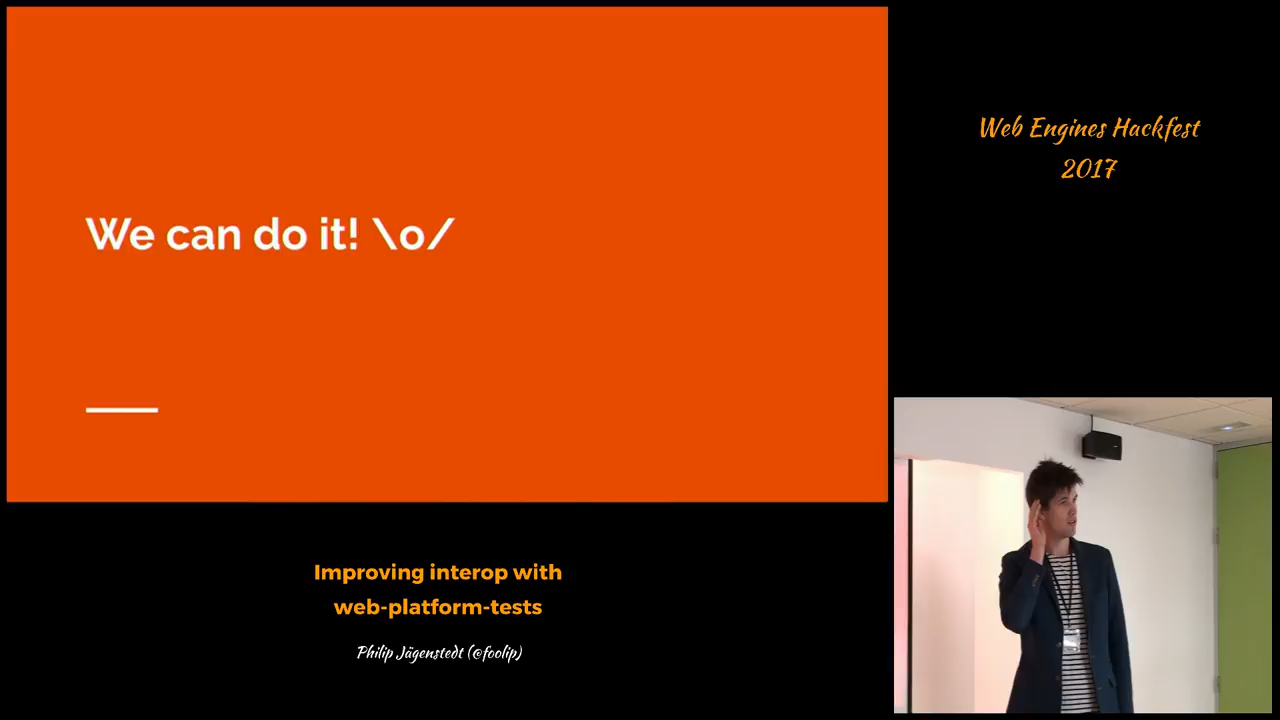 We can do it! \o/
Web Engines Hackfest
2017
Improving interop with
web-platform-tests
Philip Jägenstedt (@foolip)